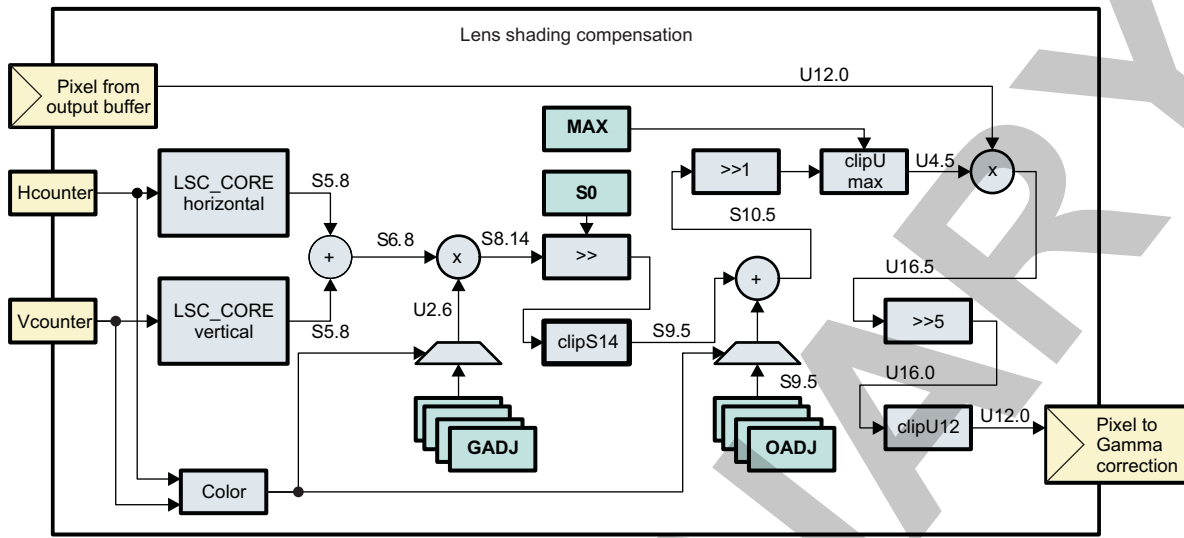 Lens shading compensation
Pixel from
output buffer
U12.0
MAX
Hcounter
LSC_CORE
horizontal
S5.8
>>1
clipU
max
U4.5
x
S0
S10.5
+
S6.8
x
S8.14
>>
+
U16.5
Vcounter
LSC_CORE
vertical
S5.8
U2.6
clipS14
S9.5
>>5
S9.5
U16.0
GADJ
OADJ
clipU12
U12.0
Pixel to
Gamma
correction
Color